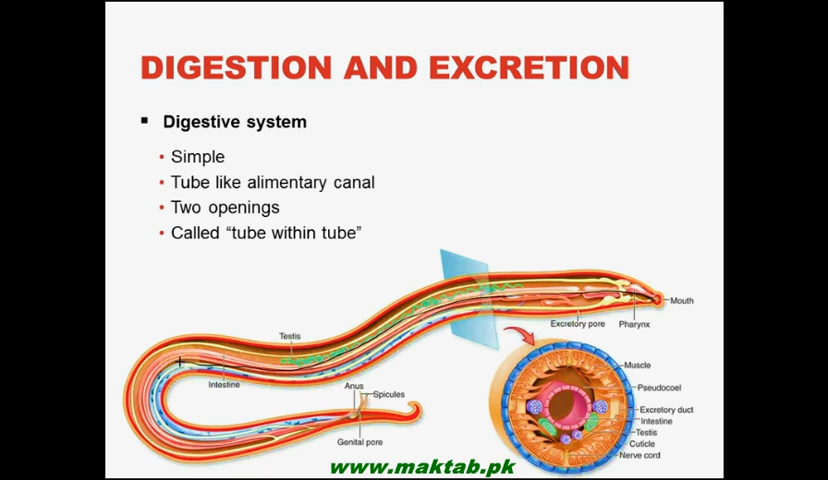 DIGESTION AND EXCRETION
▪ Digestive system
• Simple
• Tube like alimentary canal
• Two openings
• Called “tube within tube”
Mouth
Excretory pore
Pharynx
Testis
Intestine
Anus
Spicules
Genital pore
Muscle
Pseudocoel
Excretory duct
Intestine
Testis
Cuticle
Nerve cord
www.maktab.pk